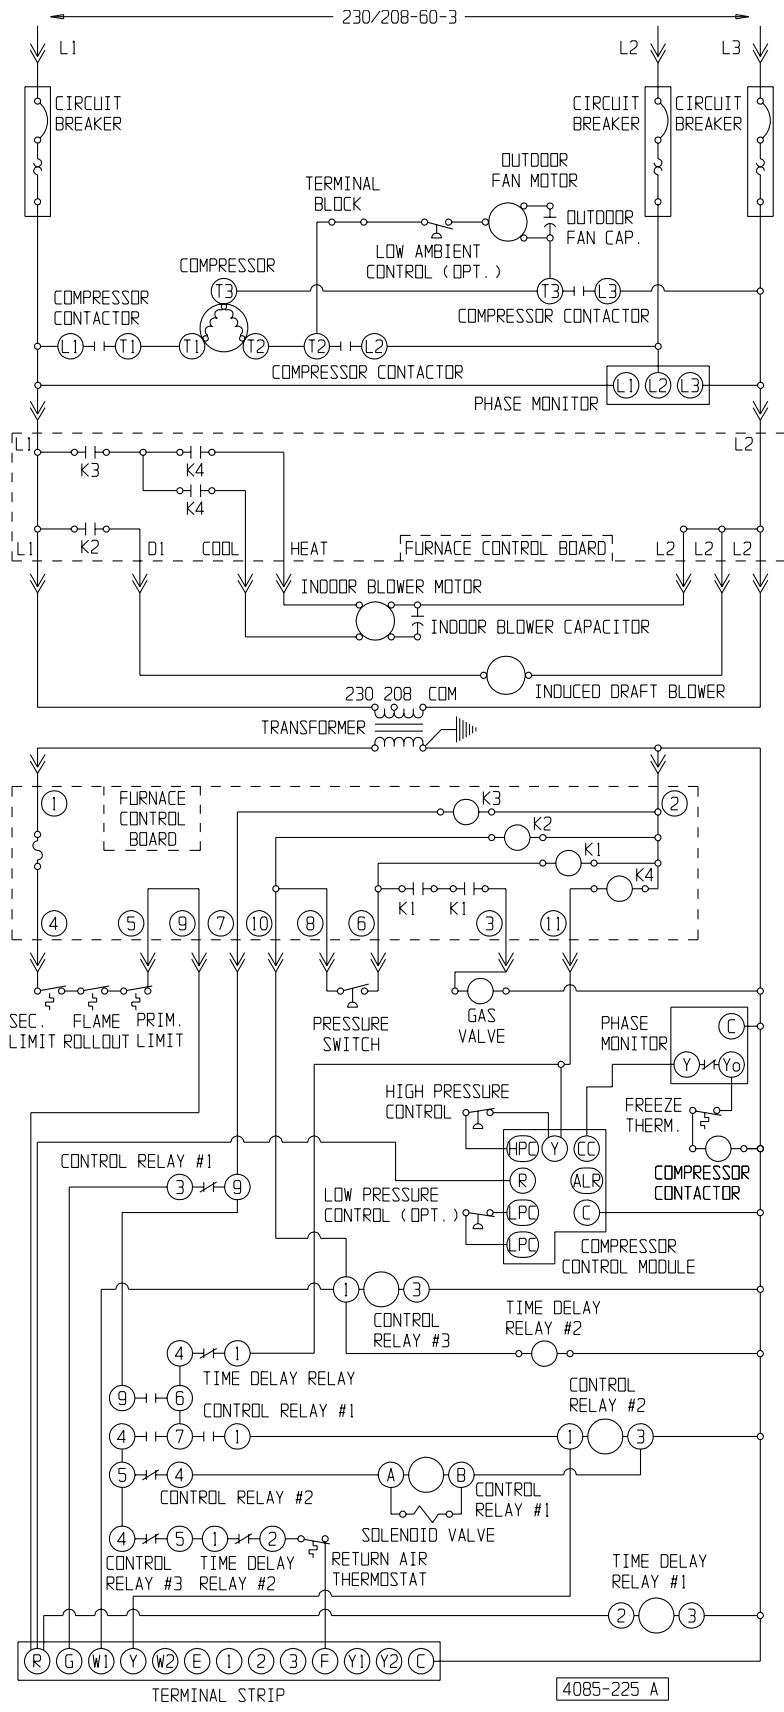 230/208-60-3
L1
L2
L3
CIRCUIT
BREAKER
CIRCUIT
BREAKER
CIRCUIT
BREAKER
OUTDOOR
FAN MOTOR
TERMINAL
BLOCK
OUTDOOR
FAN CAP.
LOW AMBIENT
CONTROL (OPT.)
COMPRESSOR
COMPRESSOR
CONTACTOR
T3
T3
L3
COMPRESSOR CONTACTOR
L1
T1
T1
T2
T2
L2
COMPRESSOR CONTACTOR
L1
L2
L3
PHASE MONITOR
L1
L2
K3
K4
K4
K2
L1
D1
COOL
HEAT
FURNACE CONTROL BOARD
L2
L2
L2
INDOOR BLOWER MOTOR
INDOOR BLOWER CAPACITOR
INDUCED DRAFT BLOWER
230 208 COM
TRANSFORMER
1
FURNACE
CONTROL
BOARD
K3
2
K2
K1
K4
K1
K1
4
5
9
7
10
8
6
3
11
SEC.
LIMIT
FLAME
ROLLOUT
PRIM.
LIMIT
PRESSURE
SWITCH
GAS
VALVE
PHASE
MONITOR
C
Y
Yo
HIGH PRESSURE
CONTROL
FREEZE
THERM.
HPC
Y
CC
COMPRESSOR
CONTACTOR
CONTROL RELAY #1
3
9
R
ALR
LOW PRESSURE
CONTROL (OPT.)
LPC
C
LPC
COMPRESSOR
CONTROL MODULE
1
3
CONTROL
RELAY #3
TIME DELAY
RELAY #2
4
1
TIME DELAY RELAY
9
6
CONTROL RELAY #1
CONTROL
RELAY #2
4
7
1
1
3
5
4
A
B
CONTROL RELAY #2
CONTROL
RELAY #1
SOLENOID VALVE
4
5
1
2
CONTROL
RELAY #3
TIME DELAY
RELAY #2
RETURN AIR
THERMOSTAT
TIME DELAY
RELAY #1
2
3
R
G
W1
Y
W2
E
1
2
3
F
Y1
Y2
C
TERMINAL STRIP
4085-225 A